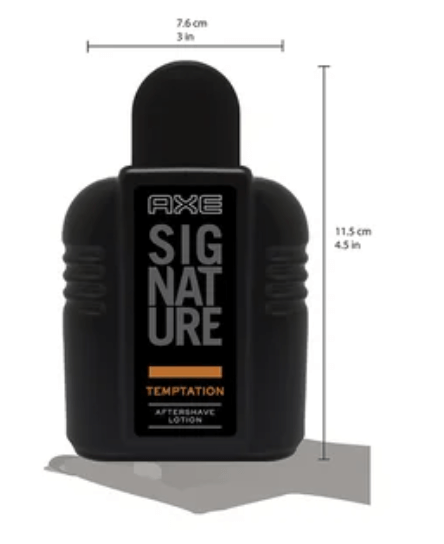 7.6 cm
3 in
AXE
SIG
NAT
URE
TEMPTATION
AFTERSHAVE
LOTION
11.5 cm
4.5 in